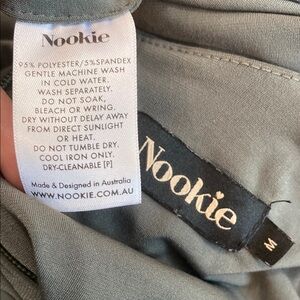 Nookie
95% POLYESTER/5%SPANDEX
GENTLE MACHINE WASH
IN COLD WATER.
WASH SEPARATELY.
DO NOT SOAK,
BLEACH OR WRING.
DRY WITHOUT DELAY AWAY
FROM DIRECT SUNLIGHT
OR HEAT.
DO NOT TUMBLE DRY.
COOL IRON ONLY.
DRY-CLEANABLE [P]
Made & Designed in Australia
WWW.NOOKIE.COM.AU
Nookie
M